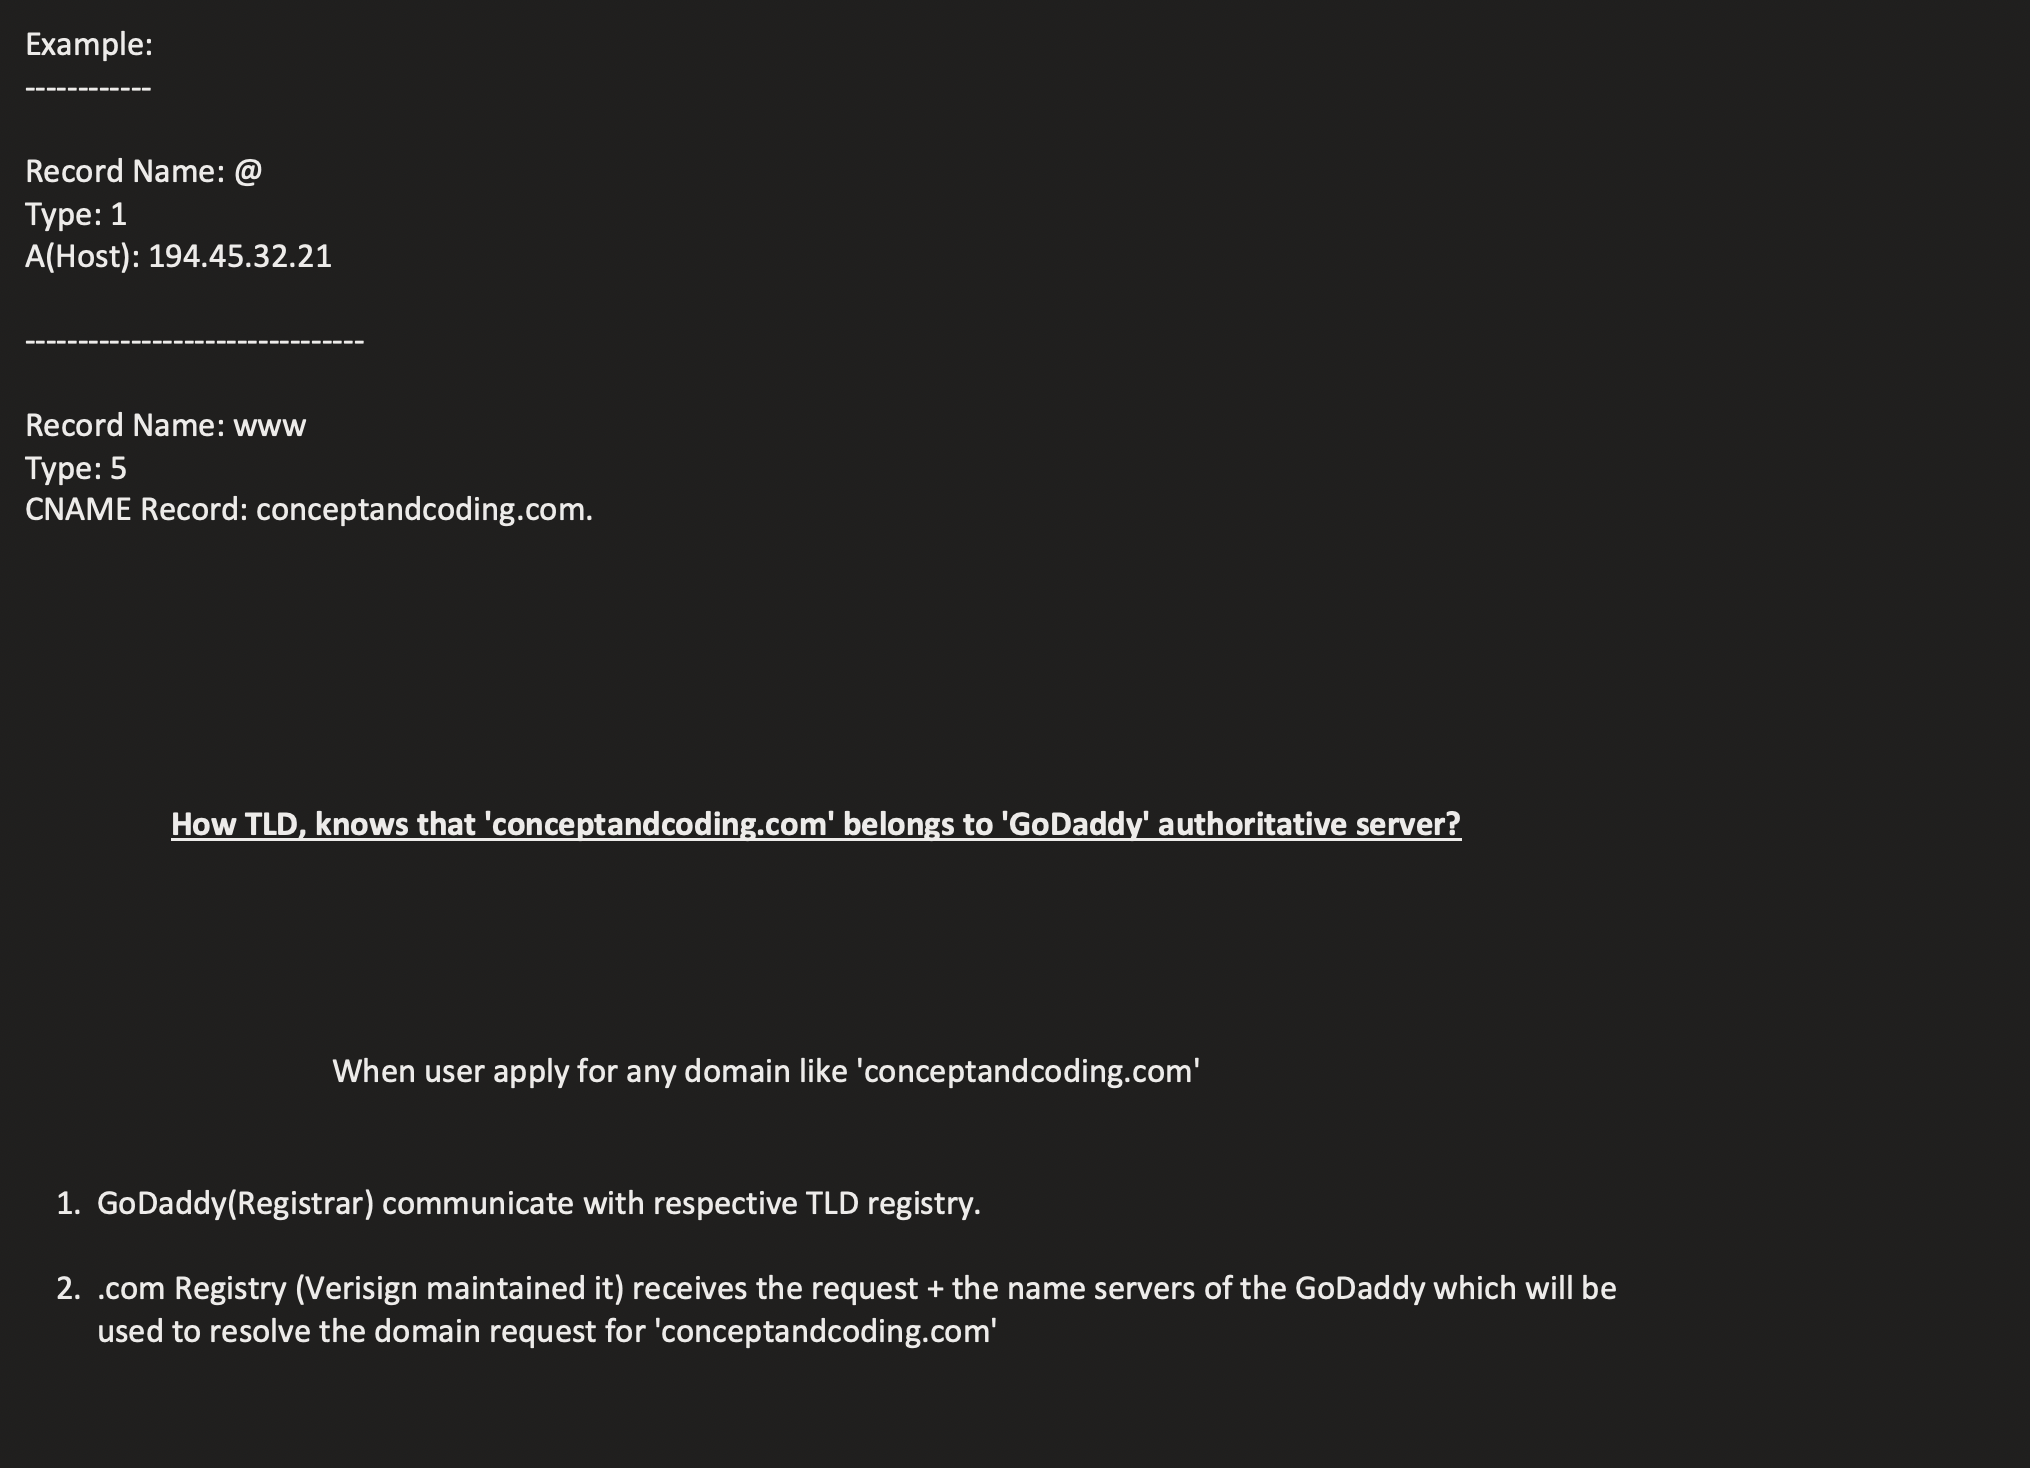 Example:
------------
Record Name: @
Type: 1
A(Host): 194.45.32.21
--------------------------------
Record Name: www
Type: 5
CNAME Record: conceptandcoding.com.
How TLD, knows that 'conceptandcoding.com' belongs to 'GoDaddy' authoritative server?
When user apply for any domain like 'conceptandcoding.com'
1. GoDaddy(Registrar) communicate with respective TLD registry.
2. .com Registry (Verisign maintained it) receives the request + the name servers of the GoDaddy which will be
used to resolve the domain request for 'conceptandcoding.com'